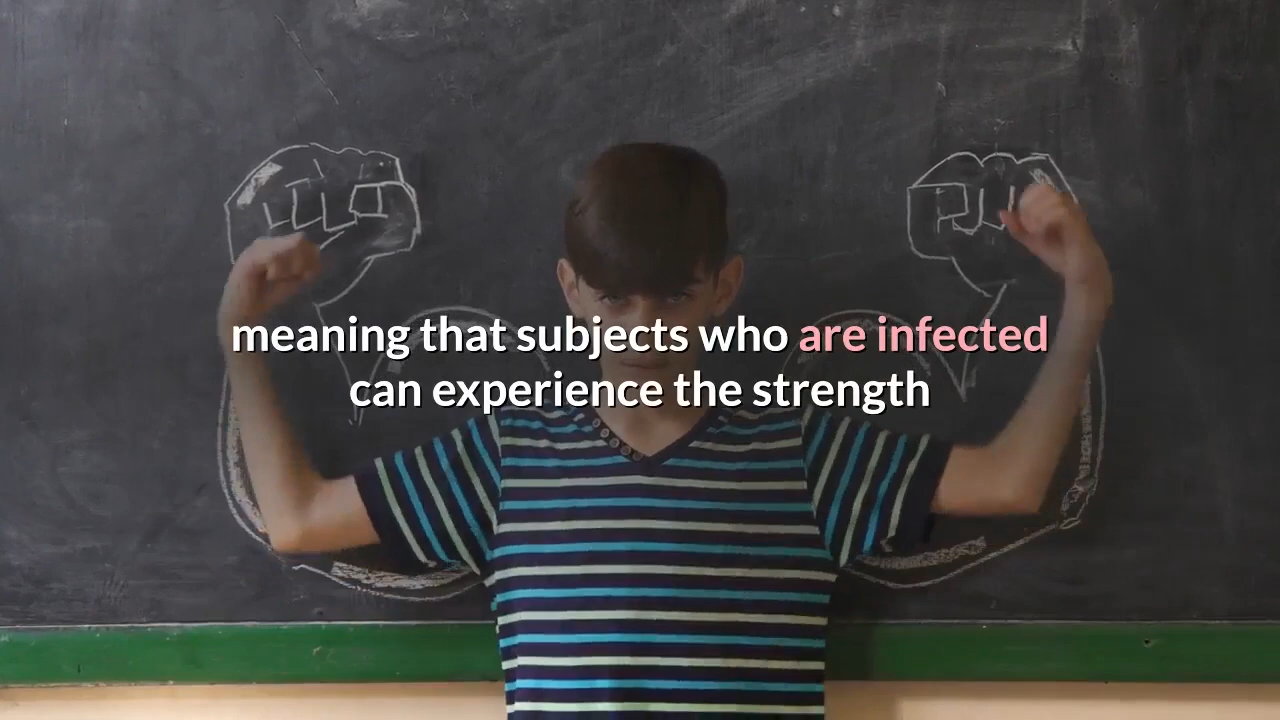 meaning that subjects who are infected
can experience the strength